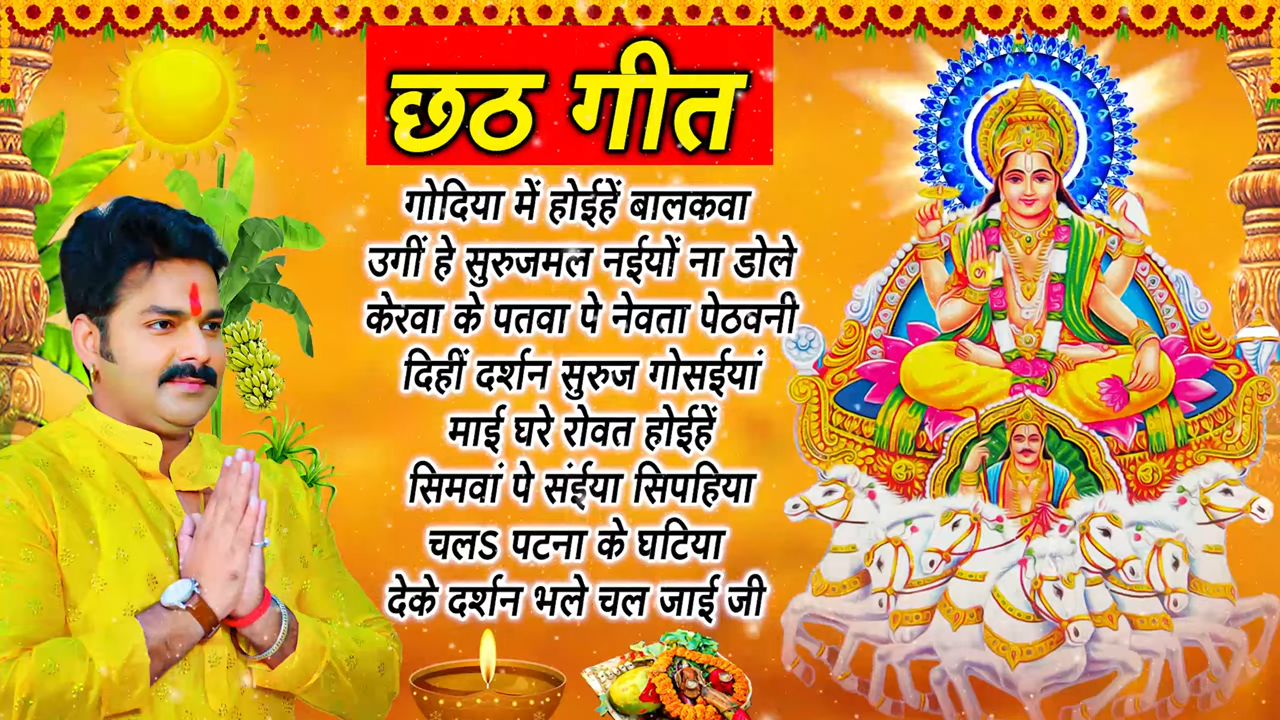 छठ गीत
गोदिया में होईहें बालकवा
उगीं हे सुरुजमल नईयों ना डोले
केरवा के पतवा पे नेवता पेठवनी
दिहीं दर्शन सुरुज गोसईयां
माई घरे रोवत होईहें
सिमवां पे संईया सिपहिया
चलS पटना के घटिया
देके दर्शन भले चल जाई जी